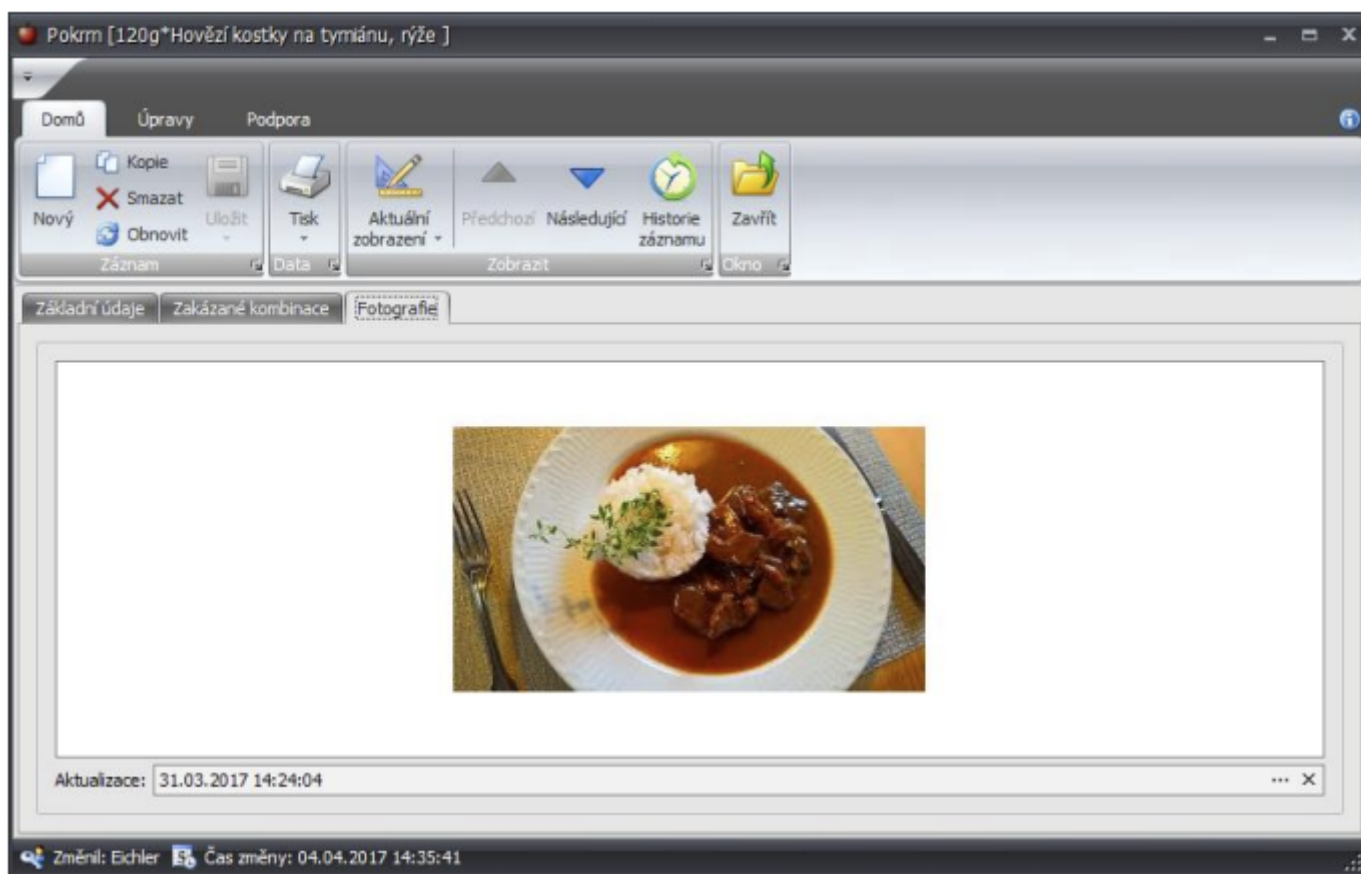 Pokrm [120g*Hovězí kostky na tymiánu, rýže ]
Domů Úpravy Podpora
Nový
Kopie
Smazat
Obnovit
Uložit
Záznam
Tisk
Data
Aktuální
zobrazení
Předchozí
Následující
Historie
záznamu
Zobrazit
Zavřít
Okno
Základní údaje Zakázané kombinace Fotografie
Aktualizace: 31.03.2017 14:24:04
Změnil: Eichler Čas změny: 04.04.2017 14:35:41